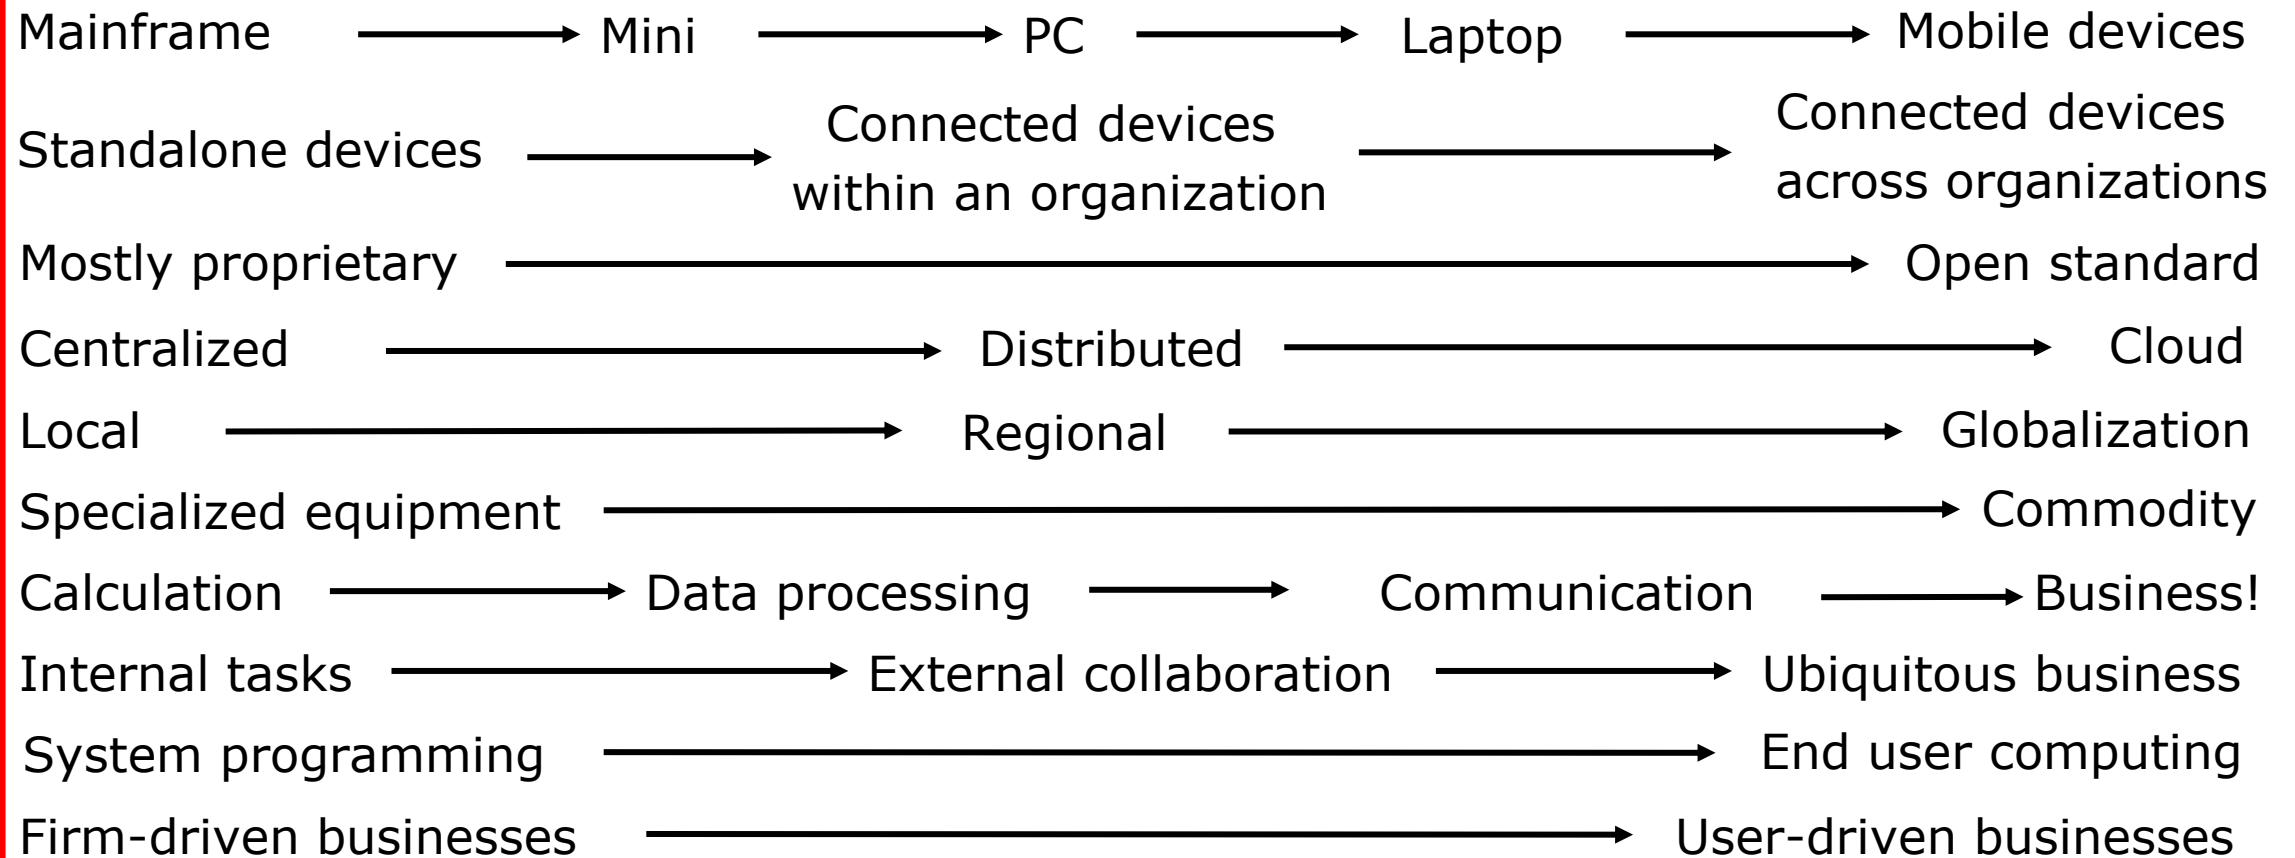 Mainframe Mini PC Laptop Mobile devices
Standalone devices Connected devices within an organization Connected devices across organizations
Mostly proprietary Open standard
Centralized Distributed Cloud
Local Regional Globalization
Specialized equipment Commodity
Calculation Data processing Communication Business!
Internal tasks External collaboration Ubiquitous business
System programming End user computing
Firm-driven businesses User-driven businesses